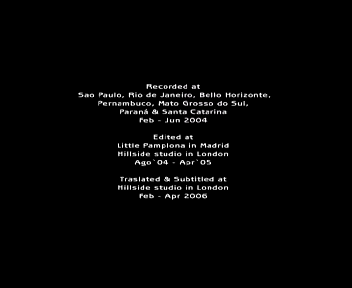 Recorded at
Sao Paulo, Rio de Janeiro, Bello Horizonte,
Pernambuco, Mato Grosso do Sul,
Paraná & Santa Catarina
Feb - Jun 2004
Edited at
Little Pamplona in Madrid
Hillside studio in London
Ago`04 - Apr`05
Traslated & Subtitled at
Hillside studio in London
Feb - Apr 2006